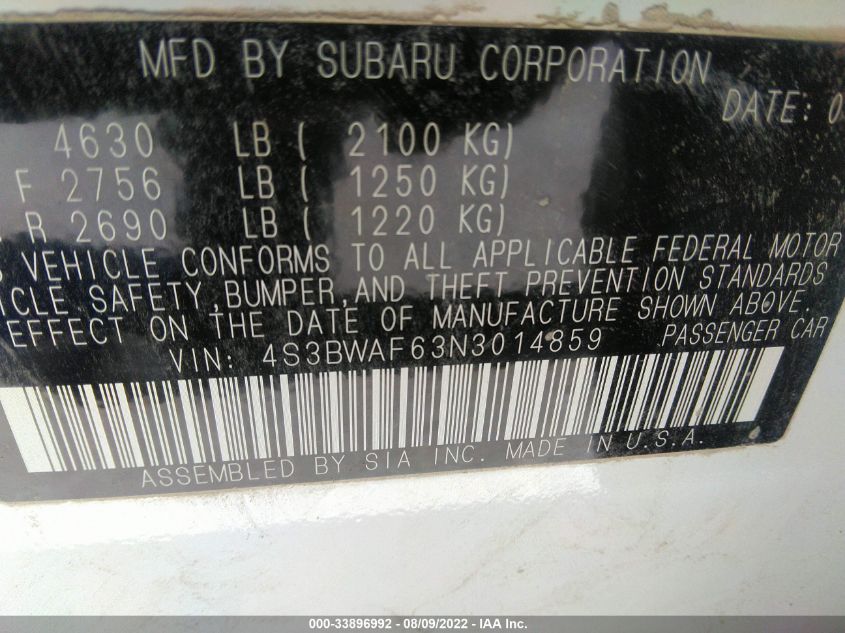 MFD BY SUBARU CORPORATION
DATE: 0
4630 LB ( 2100 KG)
F 2756 LB ( 1250 KG)
R 2690 LB ( 1220 KG)
VEHICLE CONFORMS TO ALL APPLICABLE FEDERAL MOTOR
CLE SAFETY,BUMPER,AND THEFT PREVENTION STANDARDS
EFFECT ON THE DATE OF MANUFACTURE SHOWN ABOVE.
VIN: 4S3BWAF63N3014859 PASSENGER CAR
ASSEMBLED BY SIA INC. MADE IN U.S.A.
000-33896992 - 08/09/2022 - IAA Inc.